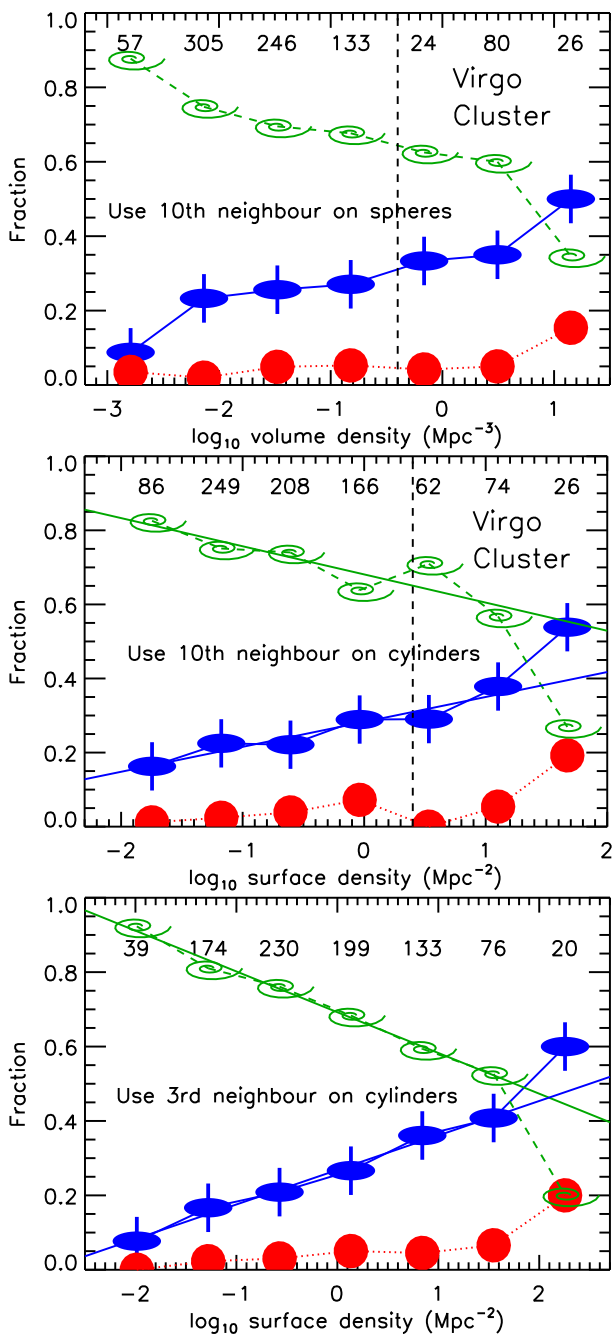 1.0
57 305 246 133 24 80 26
0.8
Virgo
Cluster
0.6
Fraction
Use 10th neighbour on spheres
0.4
0.2
0.0
−3 −2 −1 0 1
log₁₀ volume density (Mpc⁻³)
1.0
86 249 208 166 62 74 26
Virgo
Cluster
0.8
0.6
Fraction
Use 10th neighbour on cylinders
0.4
0.2
0.0
−2 −1 0 1 2
log₁₀ surface density (Mpc⁻²)
1.0
39 174 230 199 133 76 20
0.8
0.6
Fraction
Use 3rd neighbour on cylinders
0.4
0.2
0.0
−2 −1 0 1 2
log₁₀ surface density (Mpc⁻²)